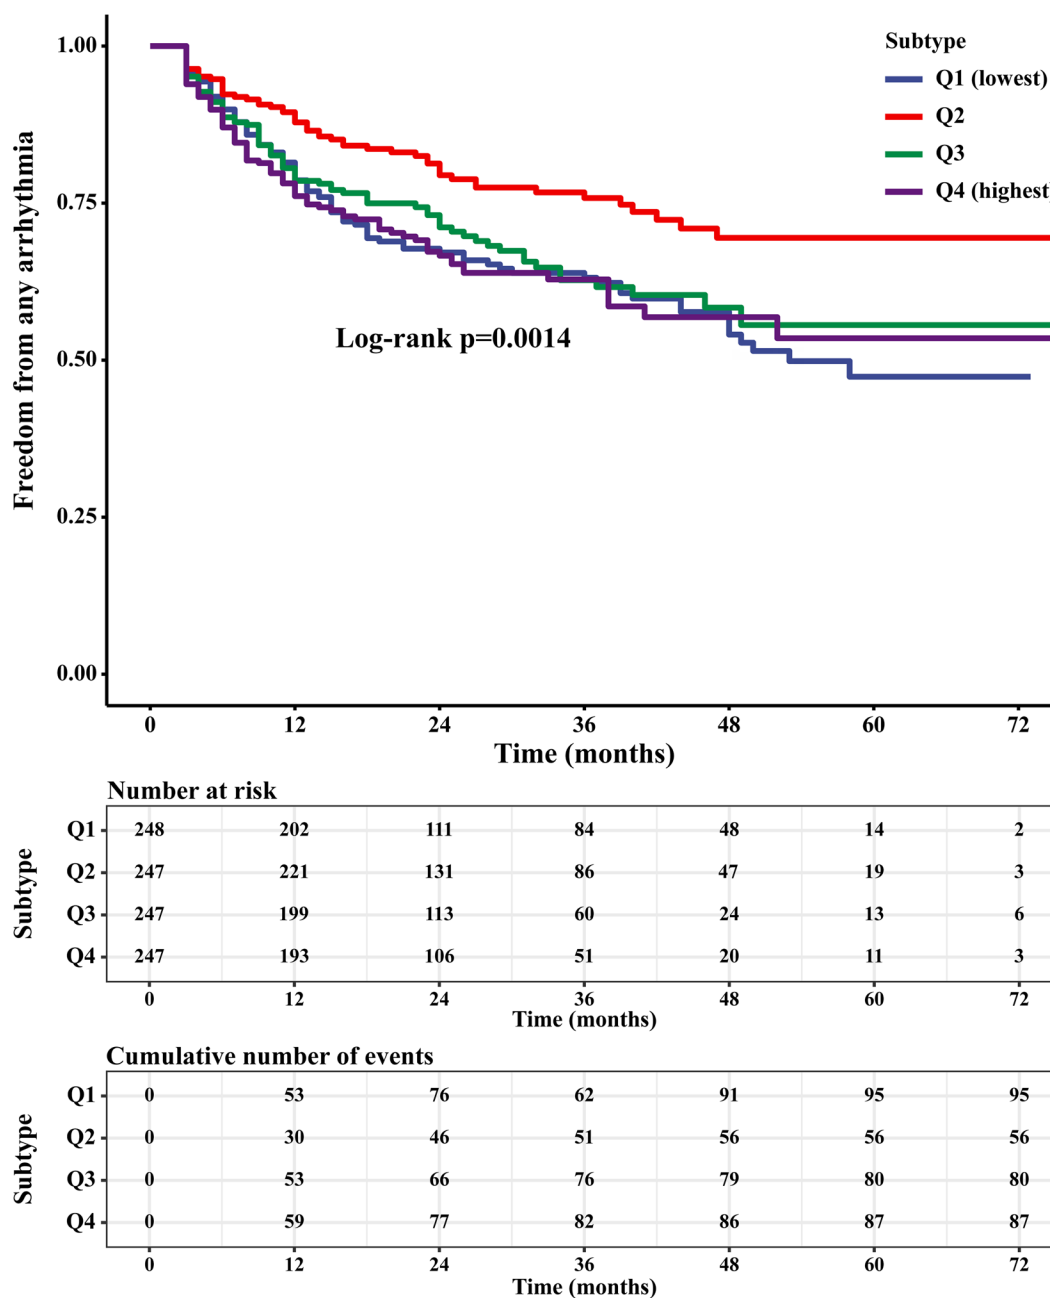 Subtype
Q1 (lowest)
Q2
Q3
Q4 (highest
1.00
0.75
0.50
0.25
0.00
Freedom from any arrhythmia
Log-rank p=0.0014
0 12 24 36 48 60 72
Time (months)
Number at risk
Subtype
Q1 248 202 111 84 48 14 2
Q2 247 221 131 86 47 19 3
Q3 247 199 113 60 24 13 6
Q4 247 193 106 51 20 11 3
0 12 24 36 48 60 72
Time (months)
Cumulative number of events
Subtype
Q1 0 53 76 62 91 95 95
Q2 0 30 46 51 56 56 56
Q3 0 53 66 76 79 80 80
Q4 0 59 77 82 86 87 87
0 12 24 36 48 60 72
Time (months)